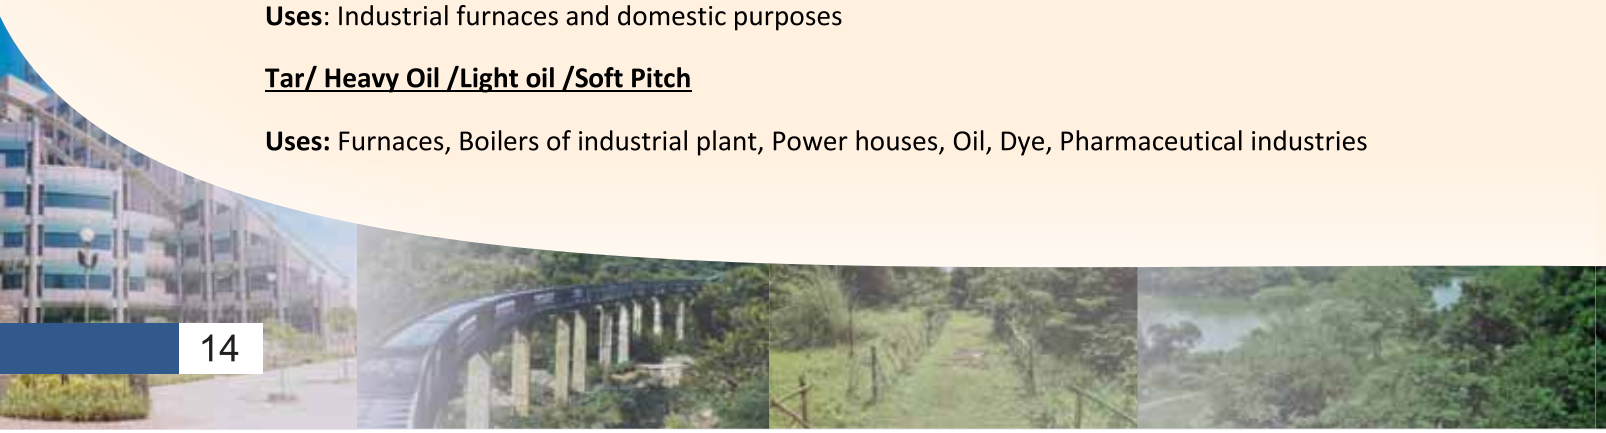 Uses: Industrial furnaces and domestic purposes
Tar/ Heavy Oil /Light oil /Soft Pitch
Uses: Furnaces, Boilers of industrial plant, Power houses, Oil, Dye, Pharmaceutical industries
14